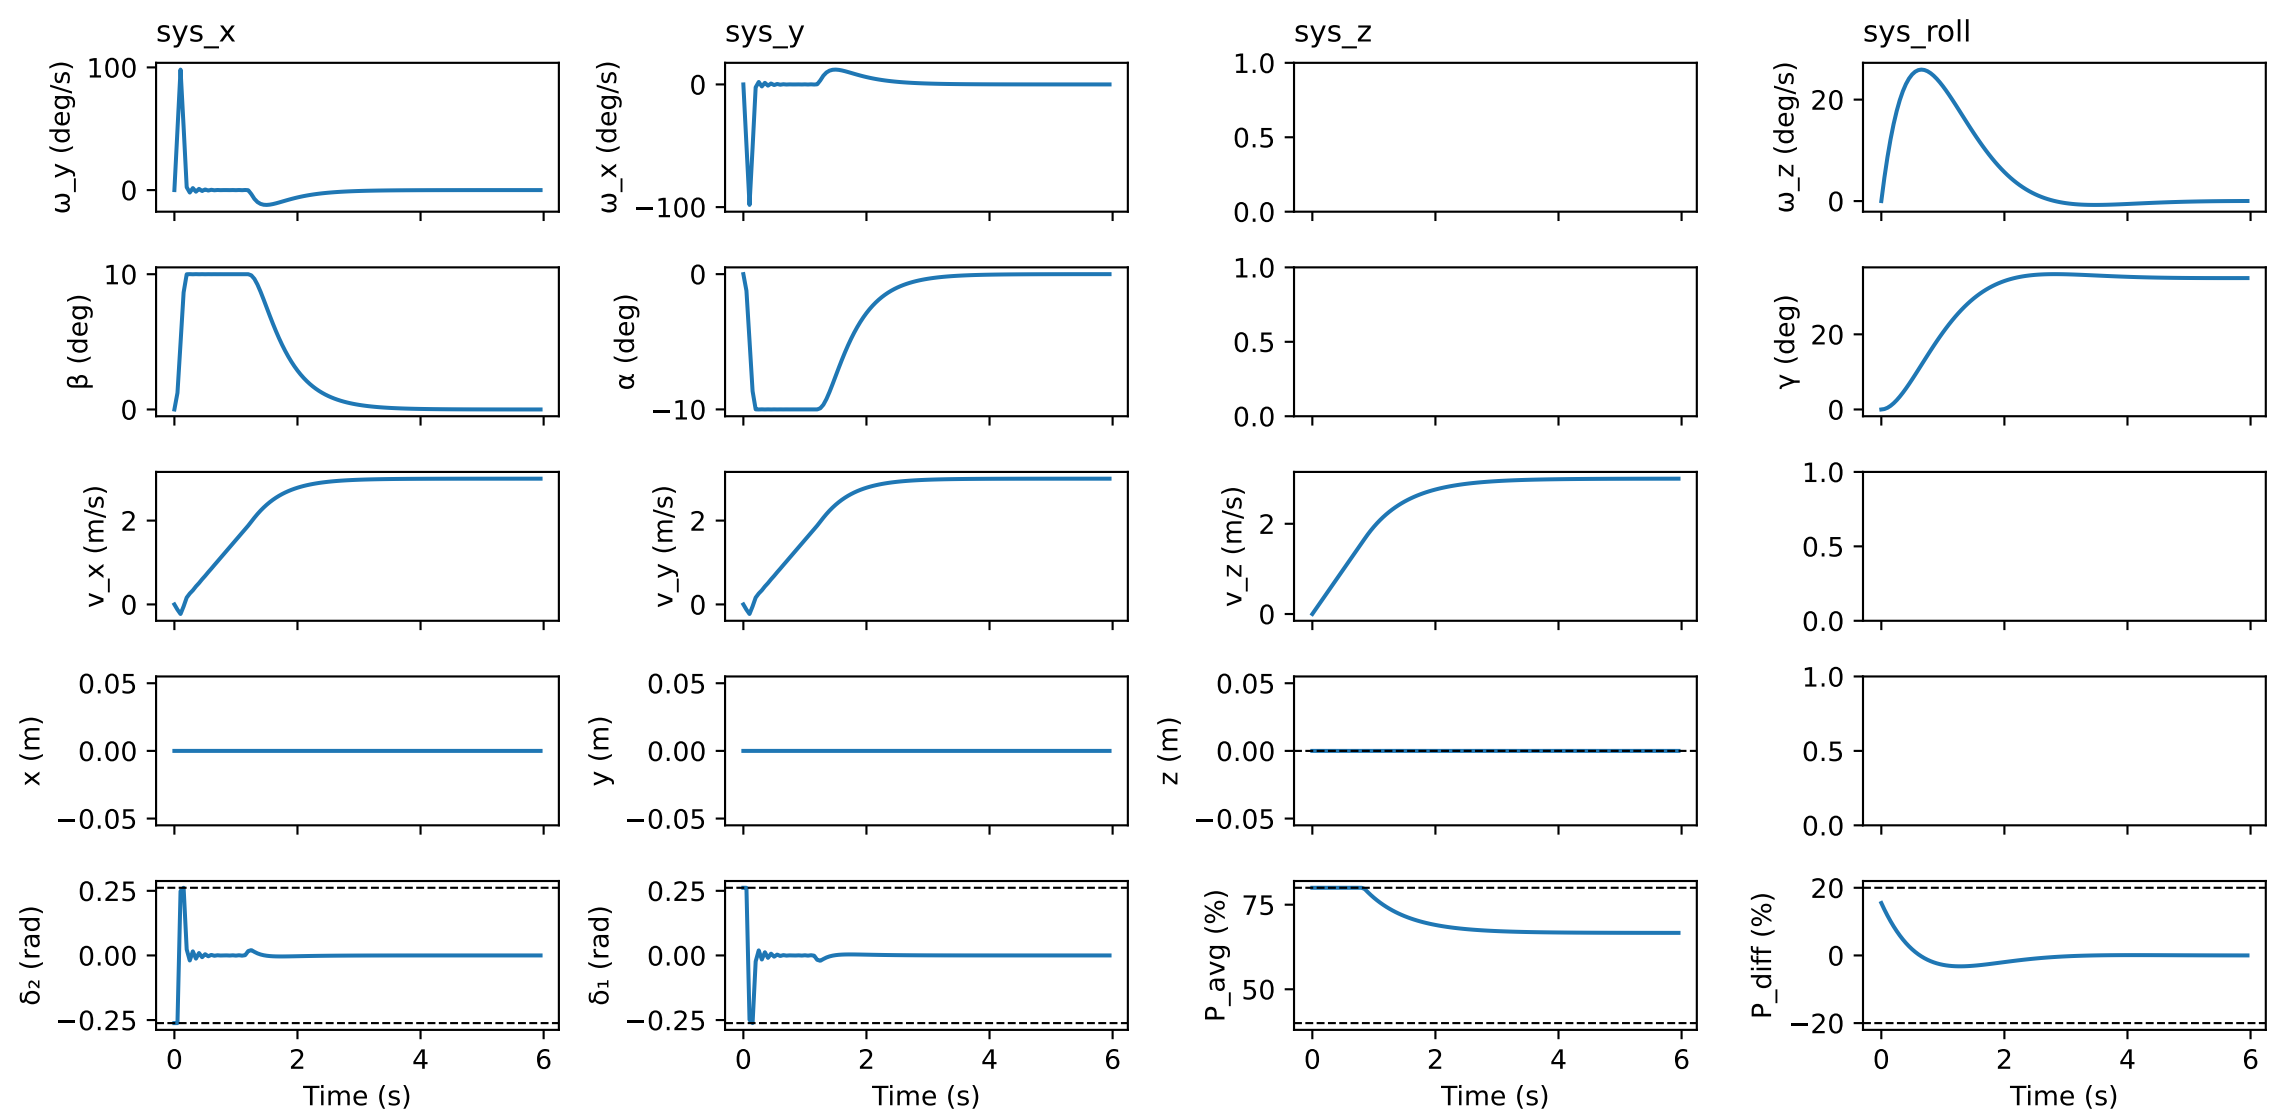 sys_x
sys_y
sys_z
sys_roll
ω_y (deg/s)
100
0
ω_x (deg/s)
0
−100
1.0
0.5
0.0
ω_z (deg/s)
20
0
β (deg)
10
0
α (deg)
0
−10
1.0
0.5
0.0
γ (deg)
20
0
v_x (m/s)
2
0
v_y (m/s)
2
0
v_z (m/s)
2
0
1.0
0.5
0.0
x (m)
0.05
0.00
−0.05
y (m)
0.05
0.00
−0.05
z (m)
0.05
0.00
−0.05
1.0
0.5
0.0
δ₂ (rad)
0.25
0.00
−0.25
δ₁ (rad)
0.25
0.00
−0.25
P_avg (%)
75
50
P_diff (%)
20
0
−20
0 2 4 6
0 2 4 6
0 2 4 6
0 2 4 6
Time (s)
Time (s)
Time (s)
Time (s)